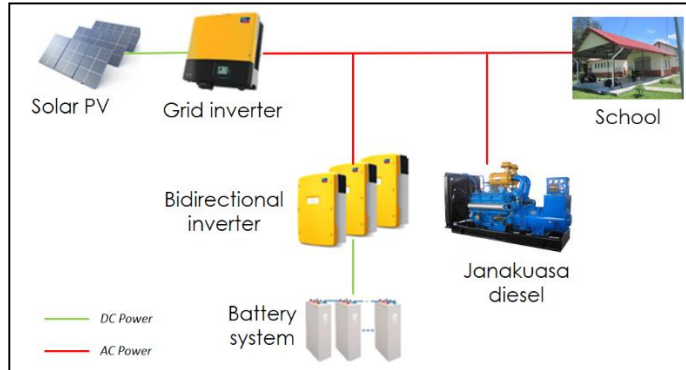 Solar PV
Grid inverter
School
Bidirectional
inverter
Janakuasa
diesel
Battery
system
DC Power
AC Power